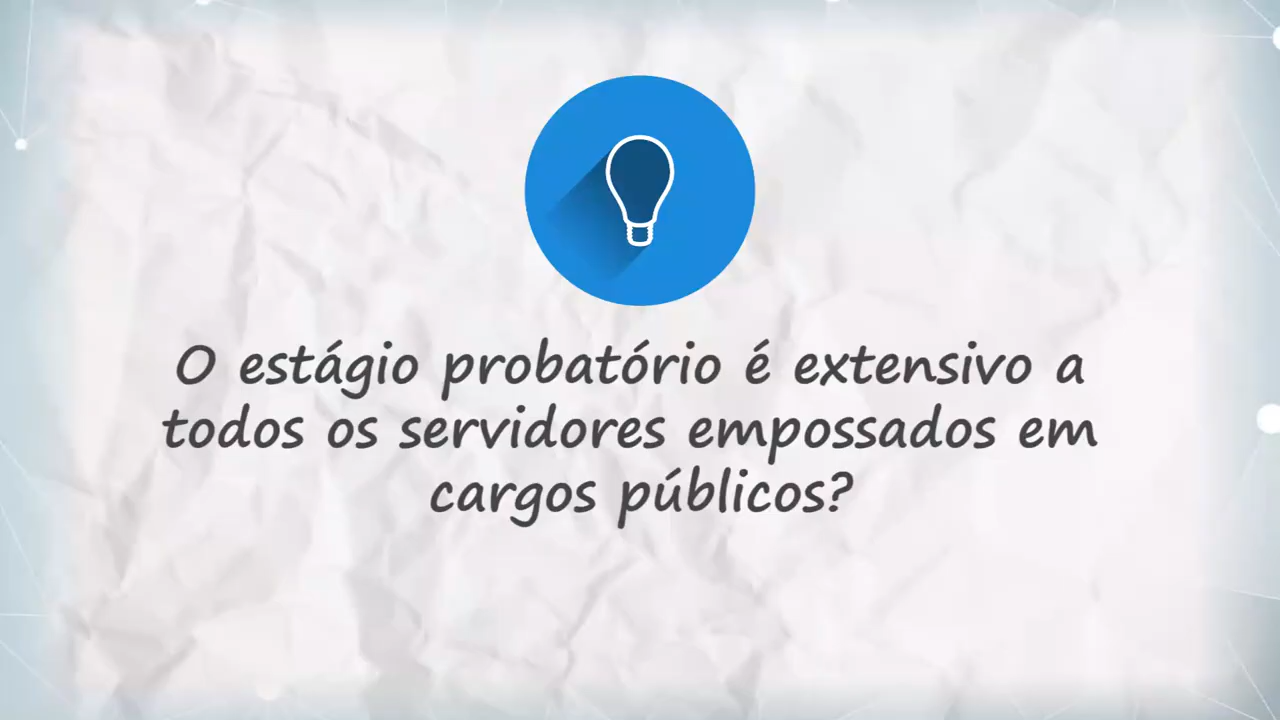 O estágio probatório é extensivo a
todos os servidores empossados em
cargos públicos?